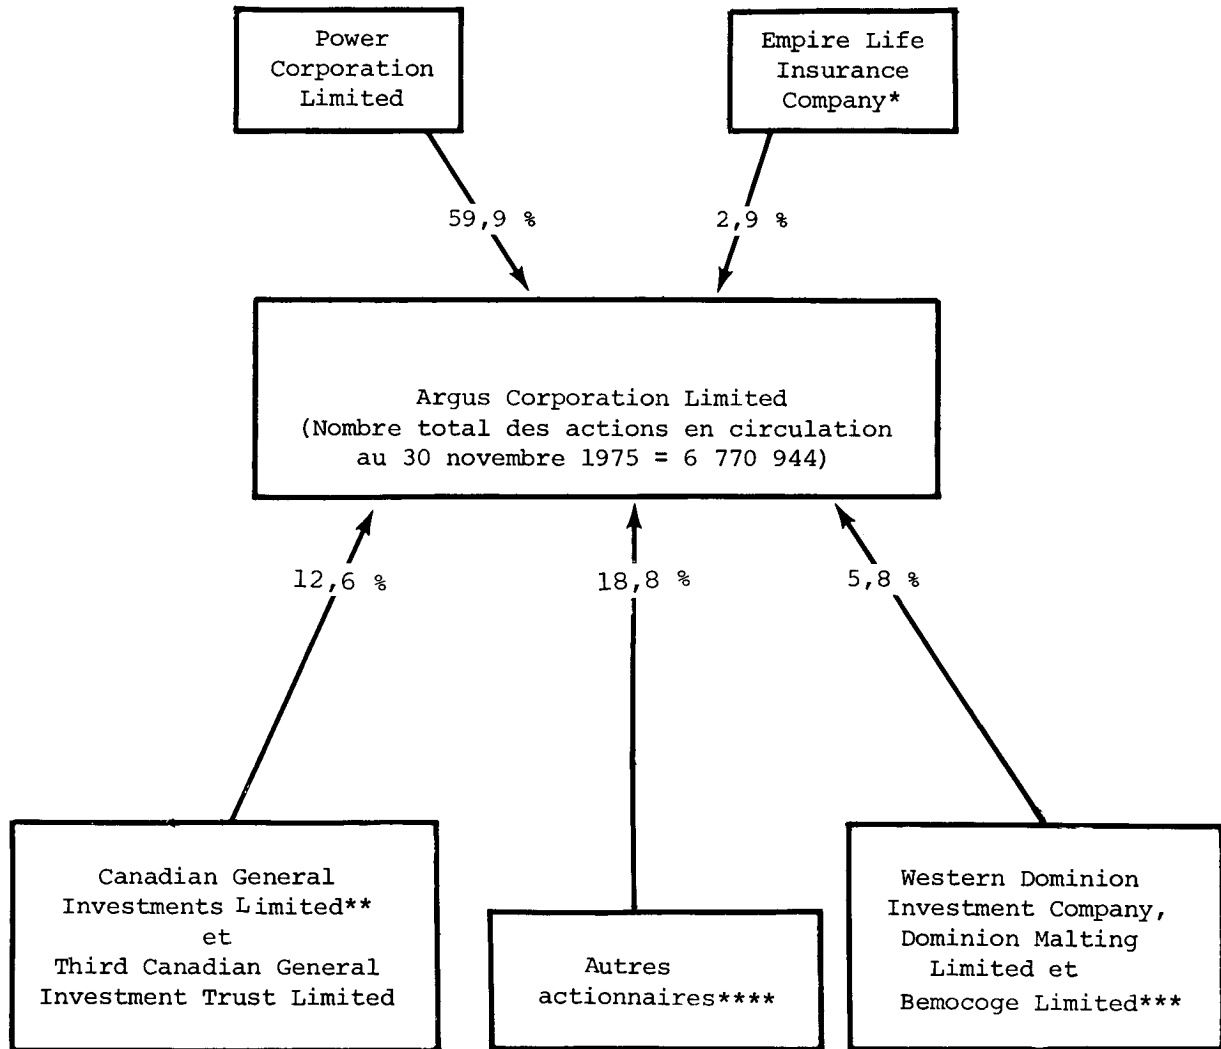 Power
Corporation
Limited
Empire Life
Insurance
Company*
59,9 %
2,9 %
Argus Corporation Limited
(Nombre total des actions en circulation
au 30 novembre 1975 = 6 770 944)
12,6 %
18,8 %
5,8 %
Canadian General
Investments Limited**
et
Third Canadian General
Investment Trust Limited
Autres
actionnaires****
Western Dominion
Investment Company,
Dominion Malting
Limited et
Bemocoge Limited***